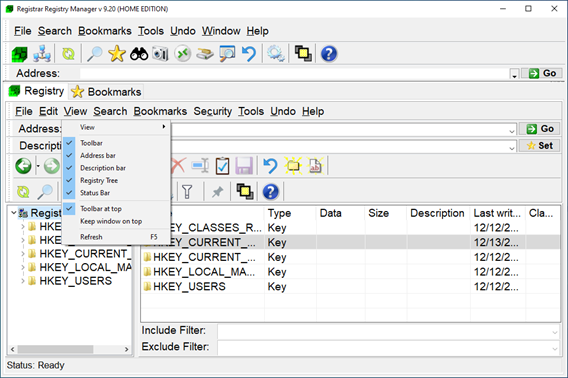 Registrar Registry Manager v 9.20 (HOME EDITION)
File Search Bookmarks Tools Undo Window Help
Address: Go
Registry Bookmarks
File Edit View Search Bookmarks Security Tools Undo Help
Address: Go
Descri Set
View
Toolbar
Address bar
Description bar
Registry Tree
Status Bar
Toolbar at top
Keep window on top
Refresh F5
Regist
Type Data Size Description Last writ... Cla...
HKEY_CLASSES_R... Key 12/12/2...
HKEY_CURRENT_... Key 12/13/2...
HKEY_CURRENT_... Key 12/12/2...
HKEY_LOCAL_MA... Key 12/12/2...
HKEY_USERS Key 12/12/2...
HKEY_
HKEY_
HKEY_CURRENT_
HKEY_LOCAL_MA
HKEY_USERS
Include Filter:
Exclude Filter:
Status: Ready